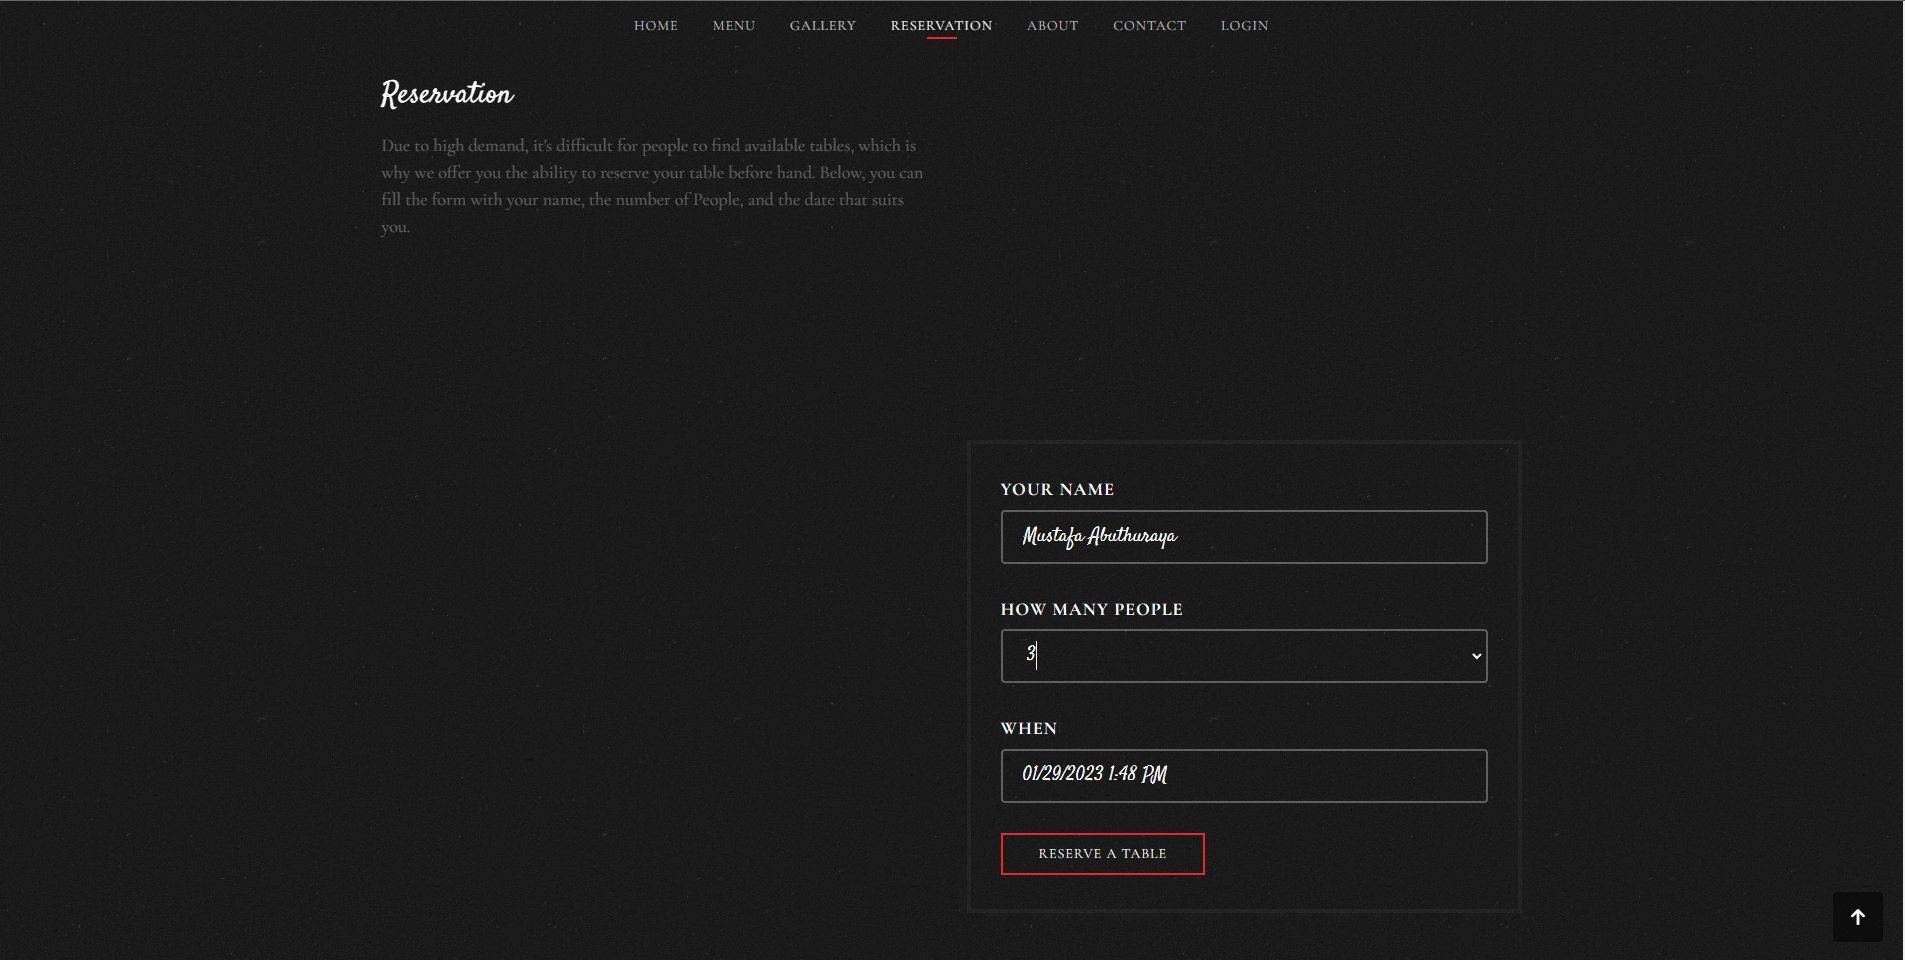 HOME MENU GALLERY RESERVATION ABOUT CONTACT LOGIN
Reservation
Due to high demand, it's difficult for people to find available tables, which is
why we offer you the ability to reserve your table before hand. Below, you can
fill the form with your name, the number of People, and the date that suits
you.
YOUR NAME
Mustafa Abuthuraya
HOW MANY PEOPLE
3
WHEN
01/29/2023 1:48 PM
RESERVE A TABLE